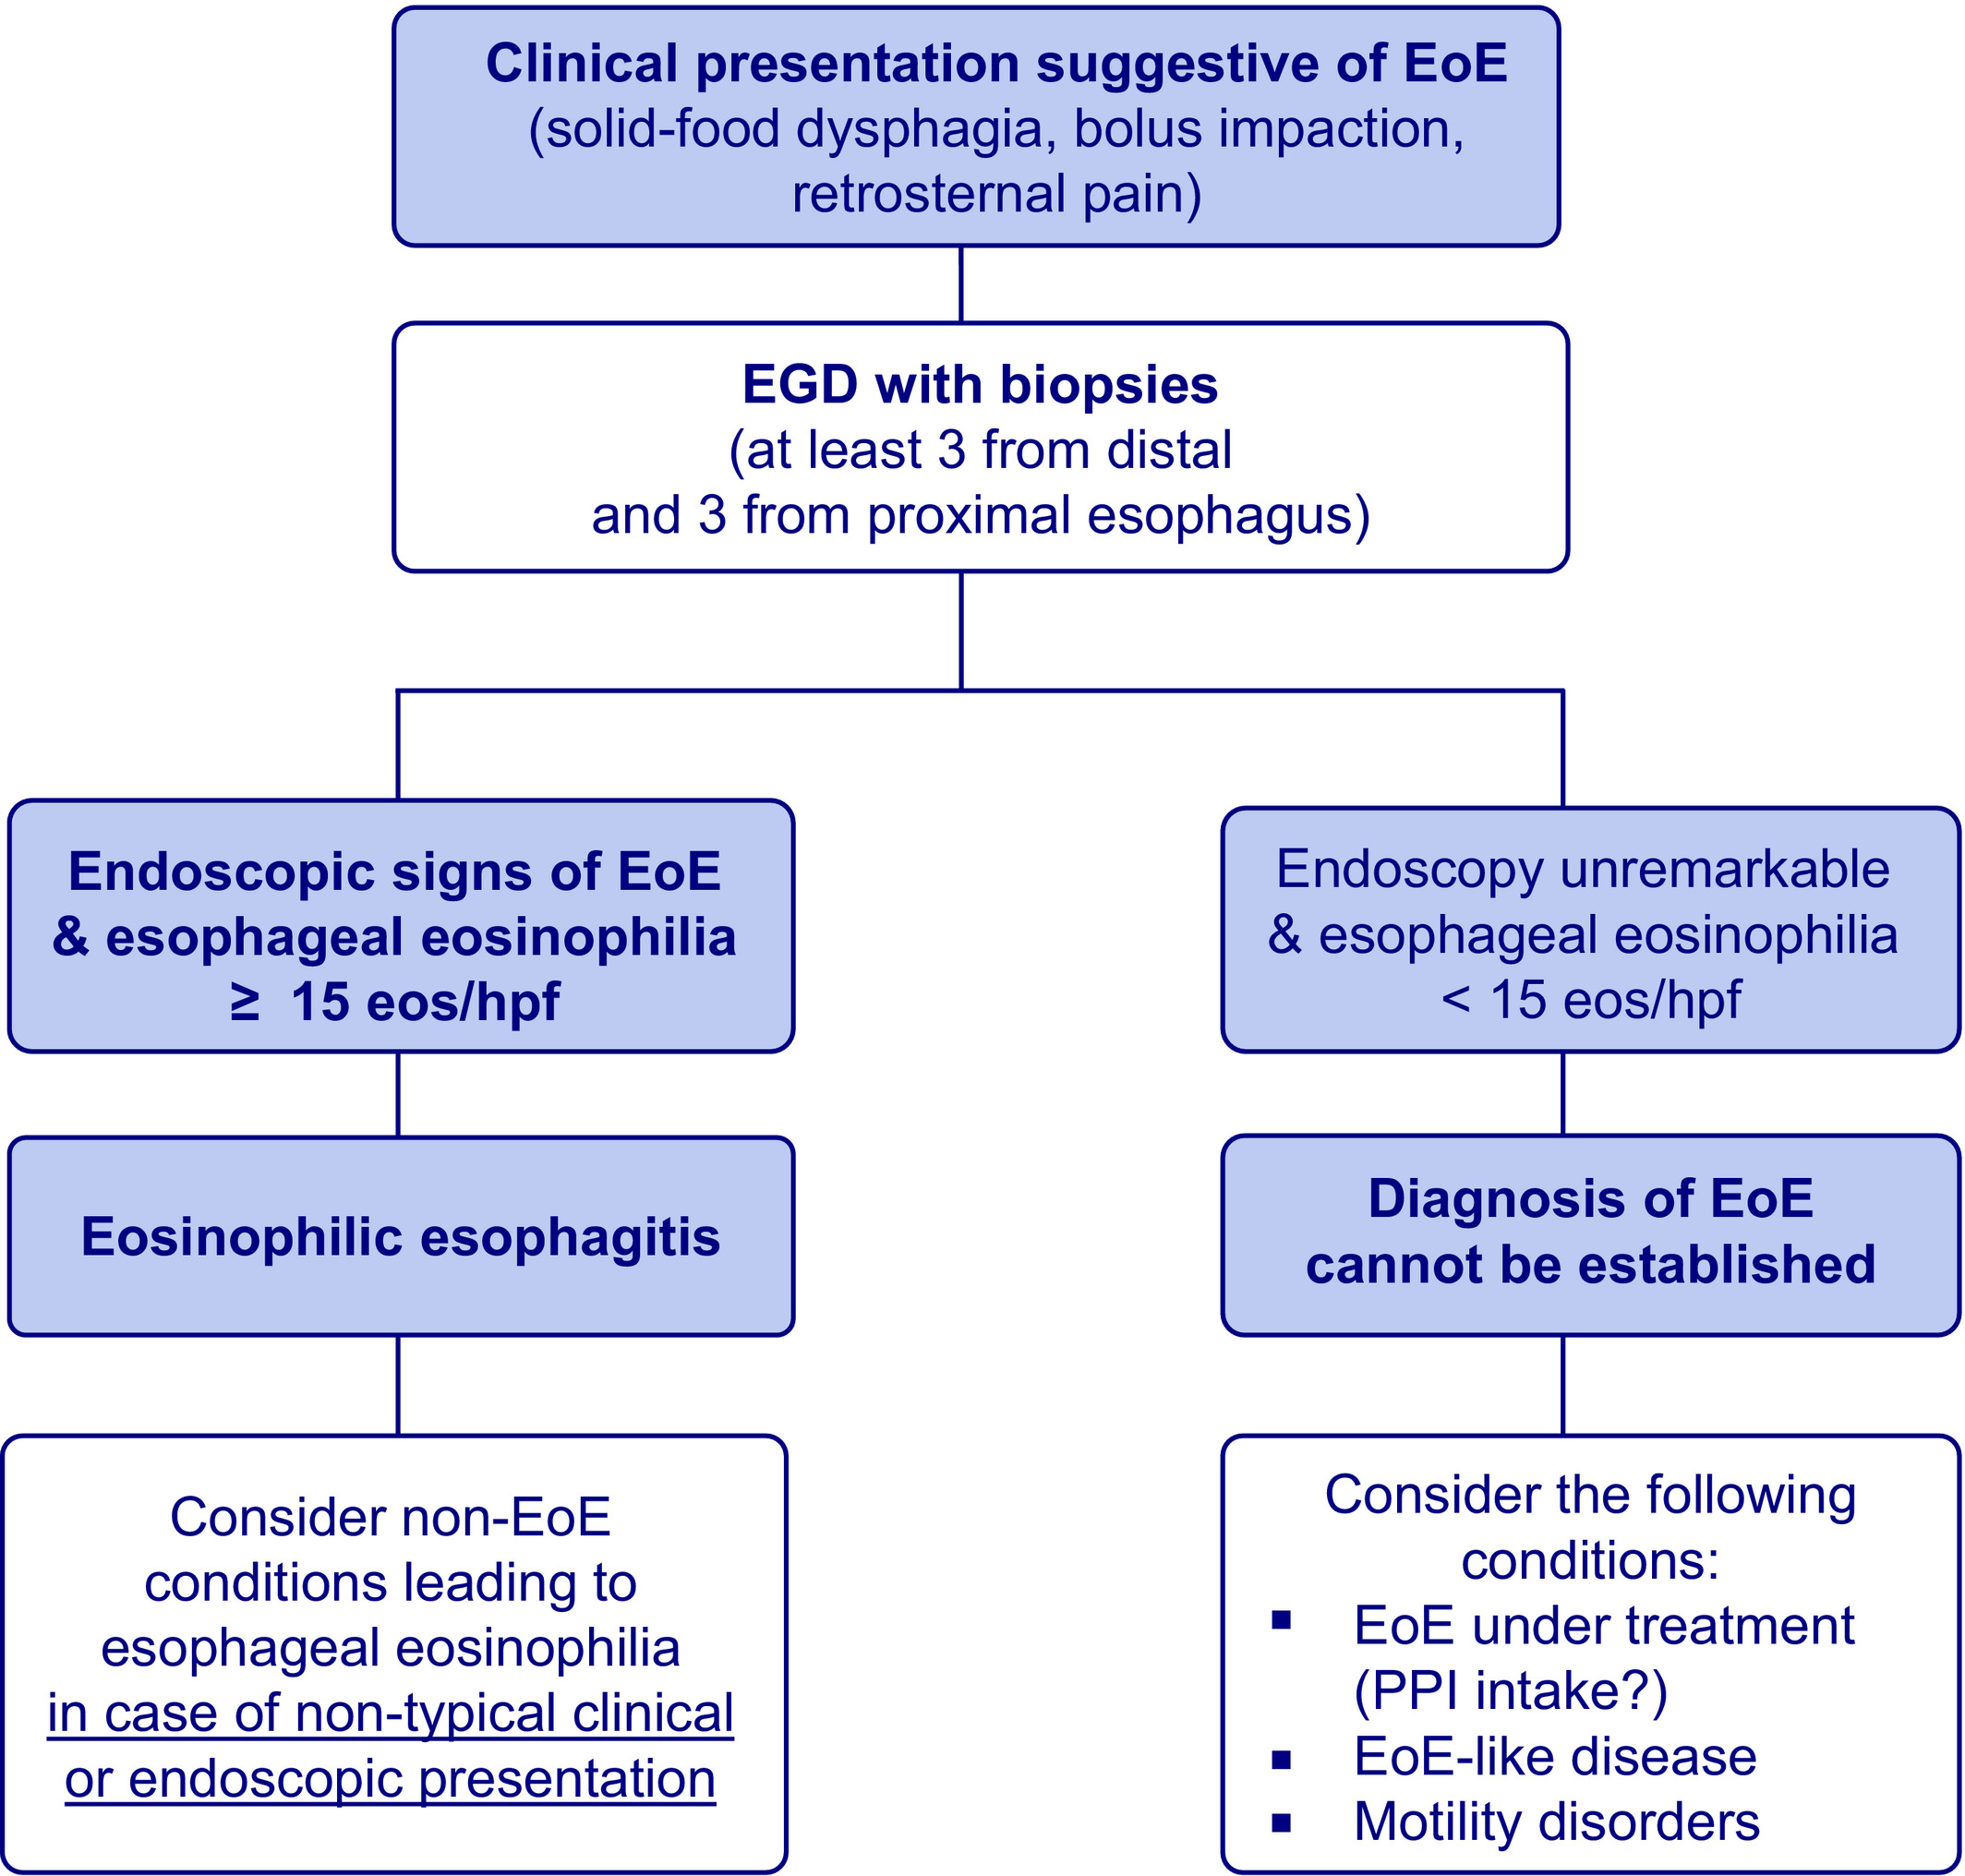 Clinical presentation suggestive of EoE
(solid-food dysphagia, bolus impaction,
retrosternal pain)
EGD with biopsies
(at least 3 from distal
and 3 from proximal esophagus)
Endoscopic signs of EoE
& esophageal eosinophilia
≥ 15 eos/hpf
Endoscopy unremarkable
& esophageal eosinophilia
< 15 eos/hpf
Eosinophilic esophagitis
Diagnosis of EoE
cannot be established
Consider non-EoE
conditions leading to
esophageal eosinophilia
in case of non-typical clinical
or endoscopic presentation
Consider the following
conditions:
▪ EoE under treatment
(PPI intake?)
▪ EoE-like disease
▪ Motility disorders